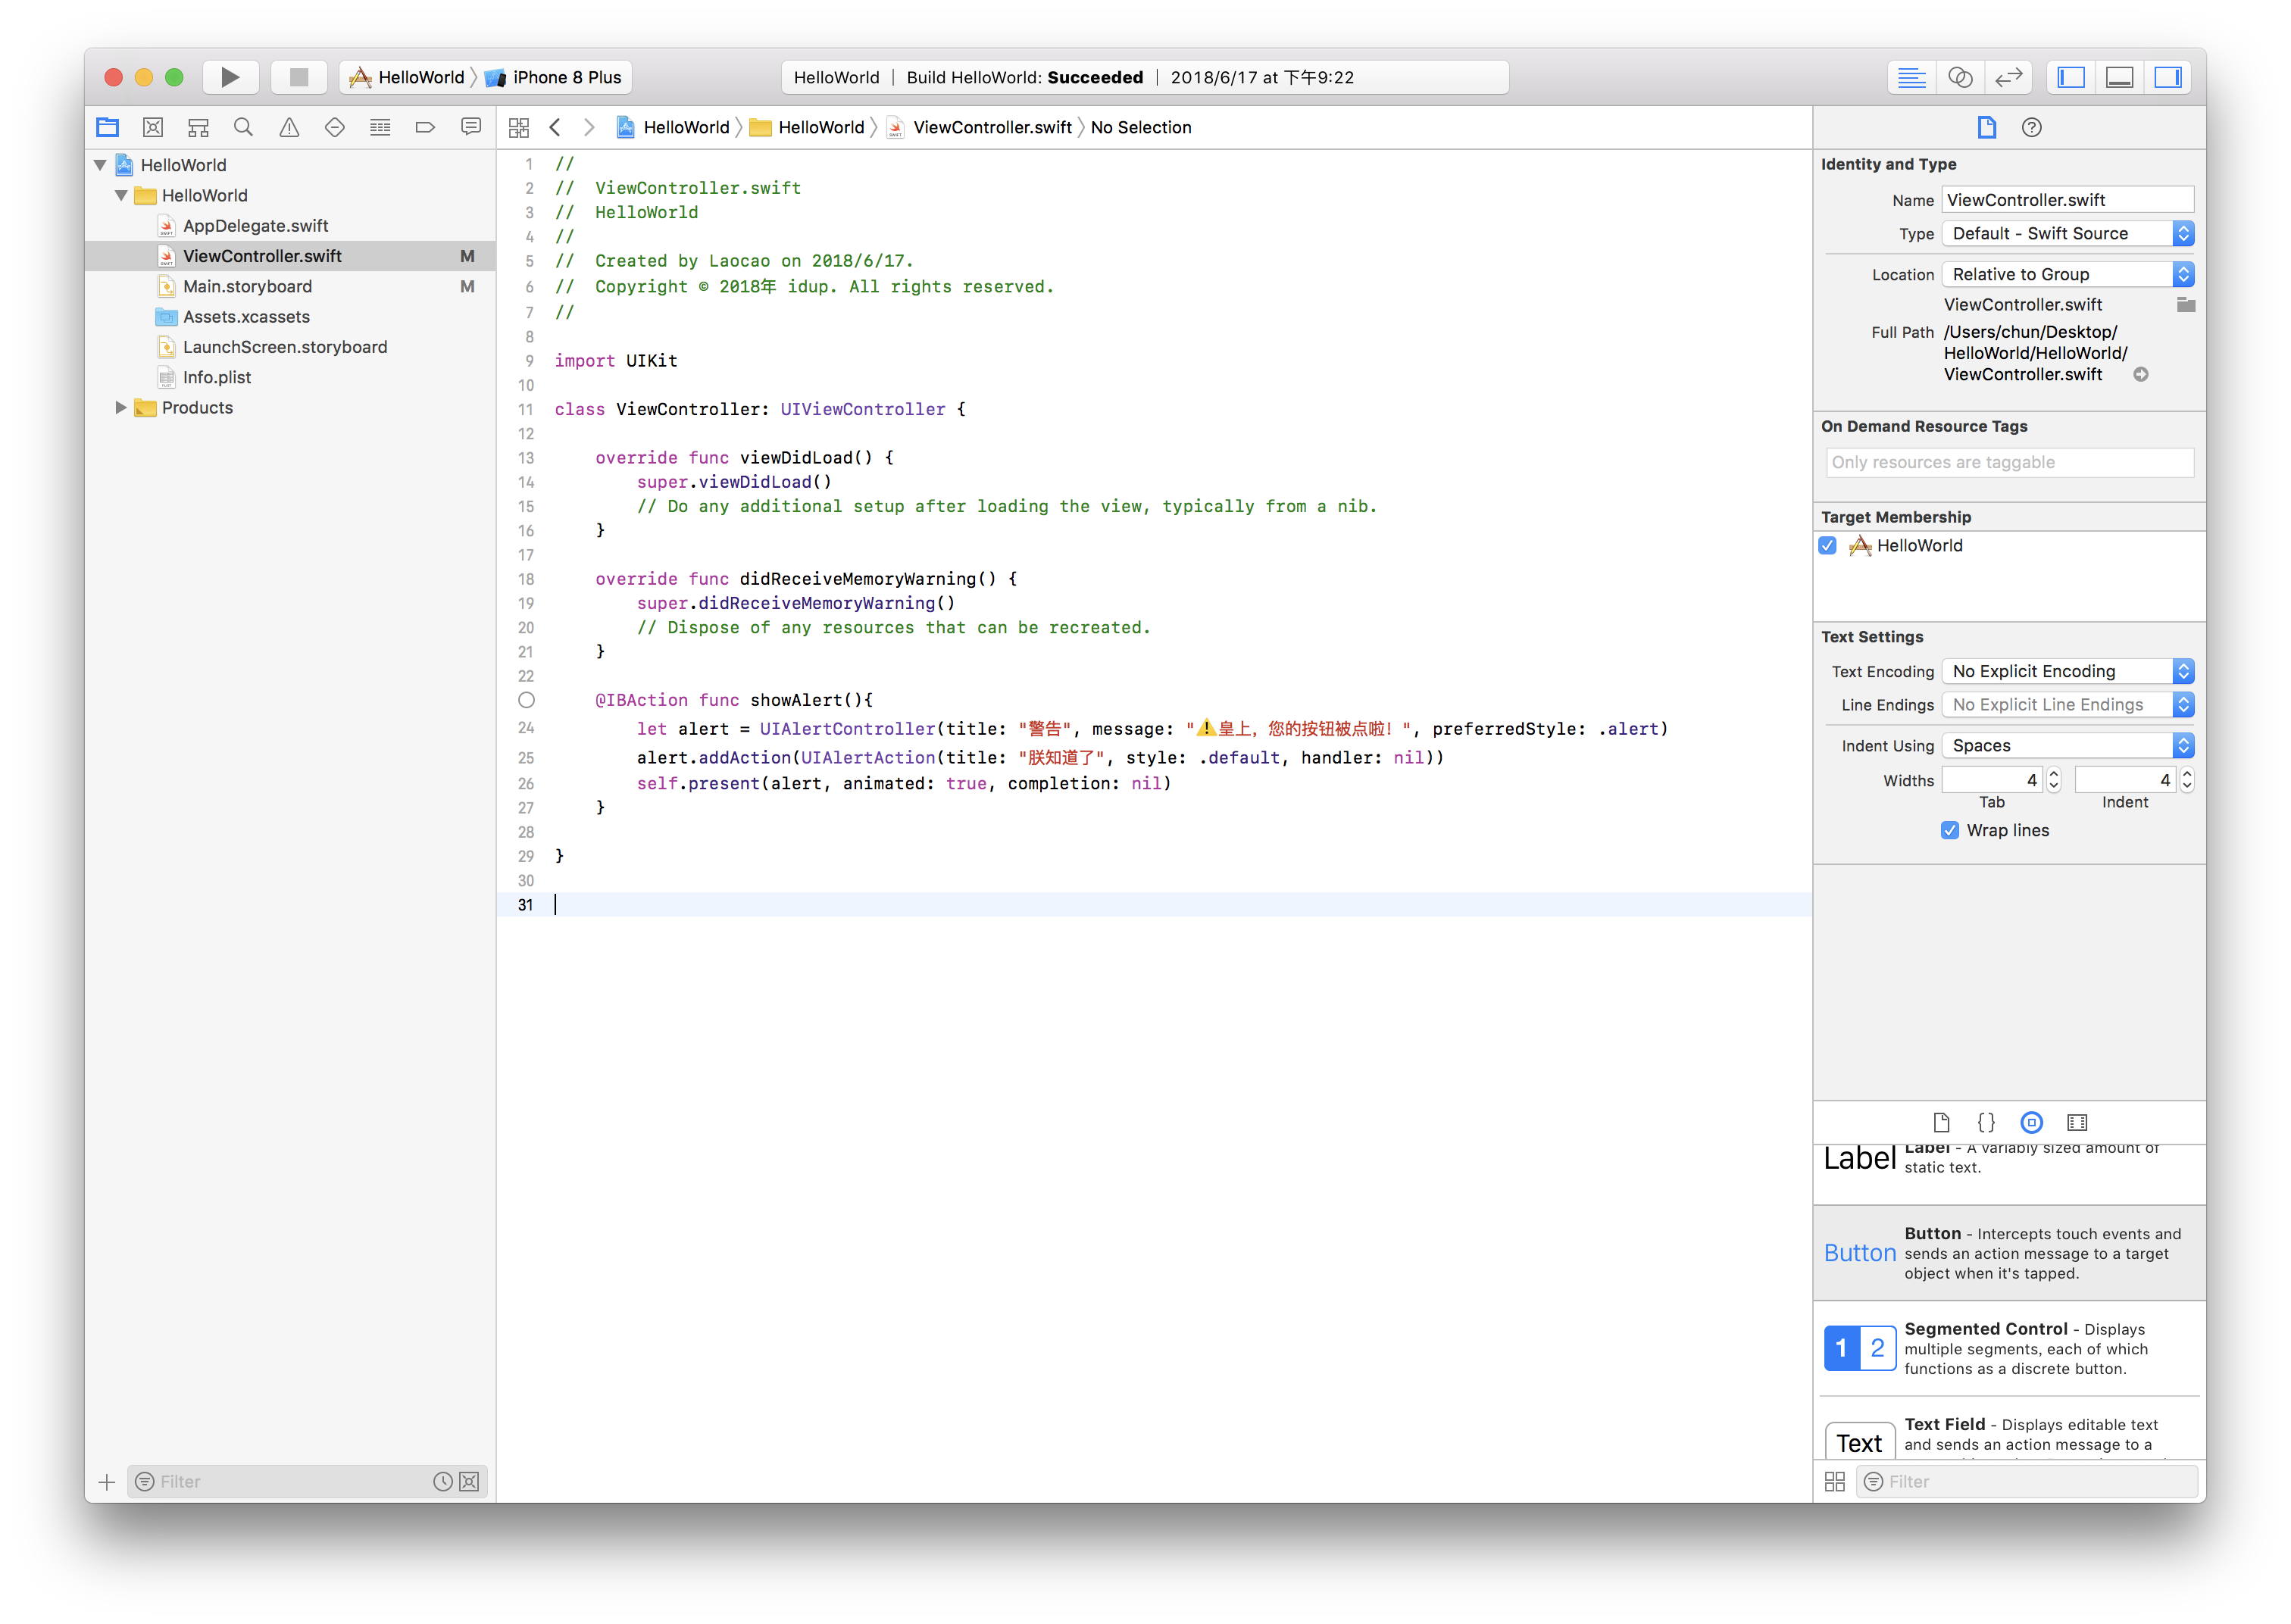 HelloWorld 〉 iPhone 8 Plus
HelloWorld | Build HelloWorld: Succeeded | 2018/6/17 at 下午9:22
HelloWorld
HelloWorld
AppDelegate.swift
ViewController.swift M
Main.storyboard M
Assets.xcassets
LaunchScreen.storyboard
Info.plist
Products
Filter
HelloWorld 〉 HelloWorld 〉 ViewController.swift 〉 No Selection
1 //
2 //  ViewController.swift
3 //  HelloWorld
4 //
5 //  Created by Laocao on 2018/6/17.
6 //  Copyright © 2018年 idup. All rights reserved.
7 //
8
9 import UIKit
10
11 class ViewController: UIViewController {
12
13     override func viewDidLoad() {
14         super.viewDidLoad()
15         // Do any additional setup after loading the view, typically from a nib.
16     }
17
18     override func didReceiveMemoryWarning() {
19         super.didReceiveMemoryWarning()
20         // Dispose of any resources that can be recreated.
21     }
22
@IBAction func showAlert(){
24         let alert = UIAlertController(title: "警告", message: "⚠️皇上，您的按钮被点啦！", preferredStyle: .alert)
25         alert.addAction(UIAlertAction(title: "朕知道了", style: .default, handler: nil))
26         self.present(alert, animated: true, completion: nil)
27     }
28
29 }
30
31
Identity and Type
Name ViewController.swift
Type Default - Swift Source
Location Relative to Group
ViewController.swift
Full Path /Users/chun/Desktop/
HelloWorld/HelloWorld/
ViewController.swift
On Demand Resource Tags
Only resources are taggable
Target Membership
HelloWorld
Text Settings
Text Encoding No Explicit Encoding
Line Endings No Explicit Line Endings
Indent Using Spaces
Widths 4 4
Tab Indent
Wrap lines
{}
Label Label - A variably sized amount of
static text.
Button - Intercepts touch events and
Button sends an action message to a target
object when it's tapped.
Segmented Control - Displays
1 2 multiple segments, each of which
functions as a discrete button.
Text Field - Displays editable text
Text and sends an action message to a
Filter